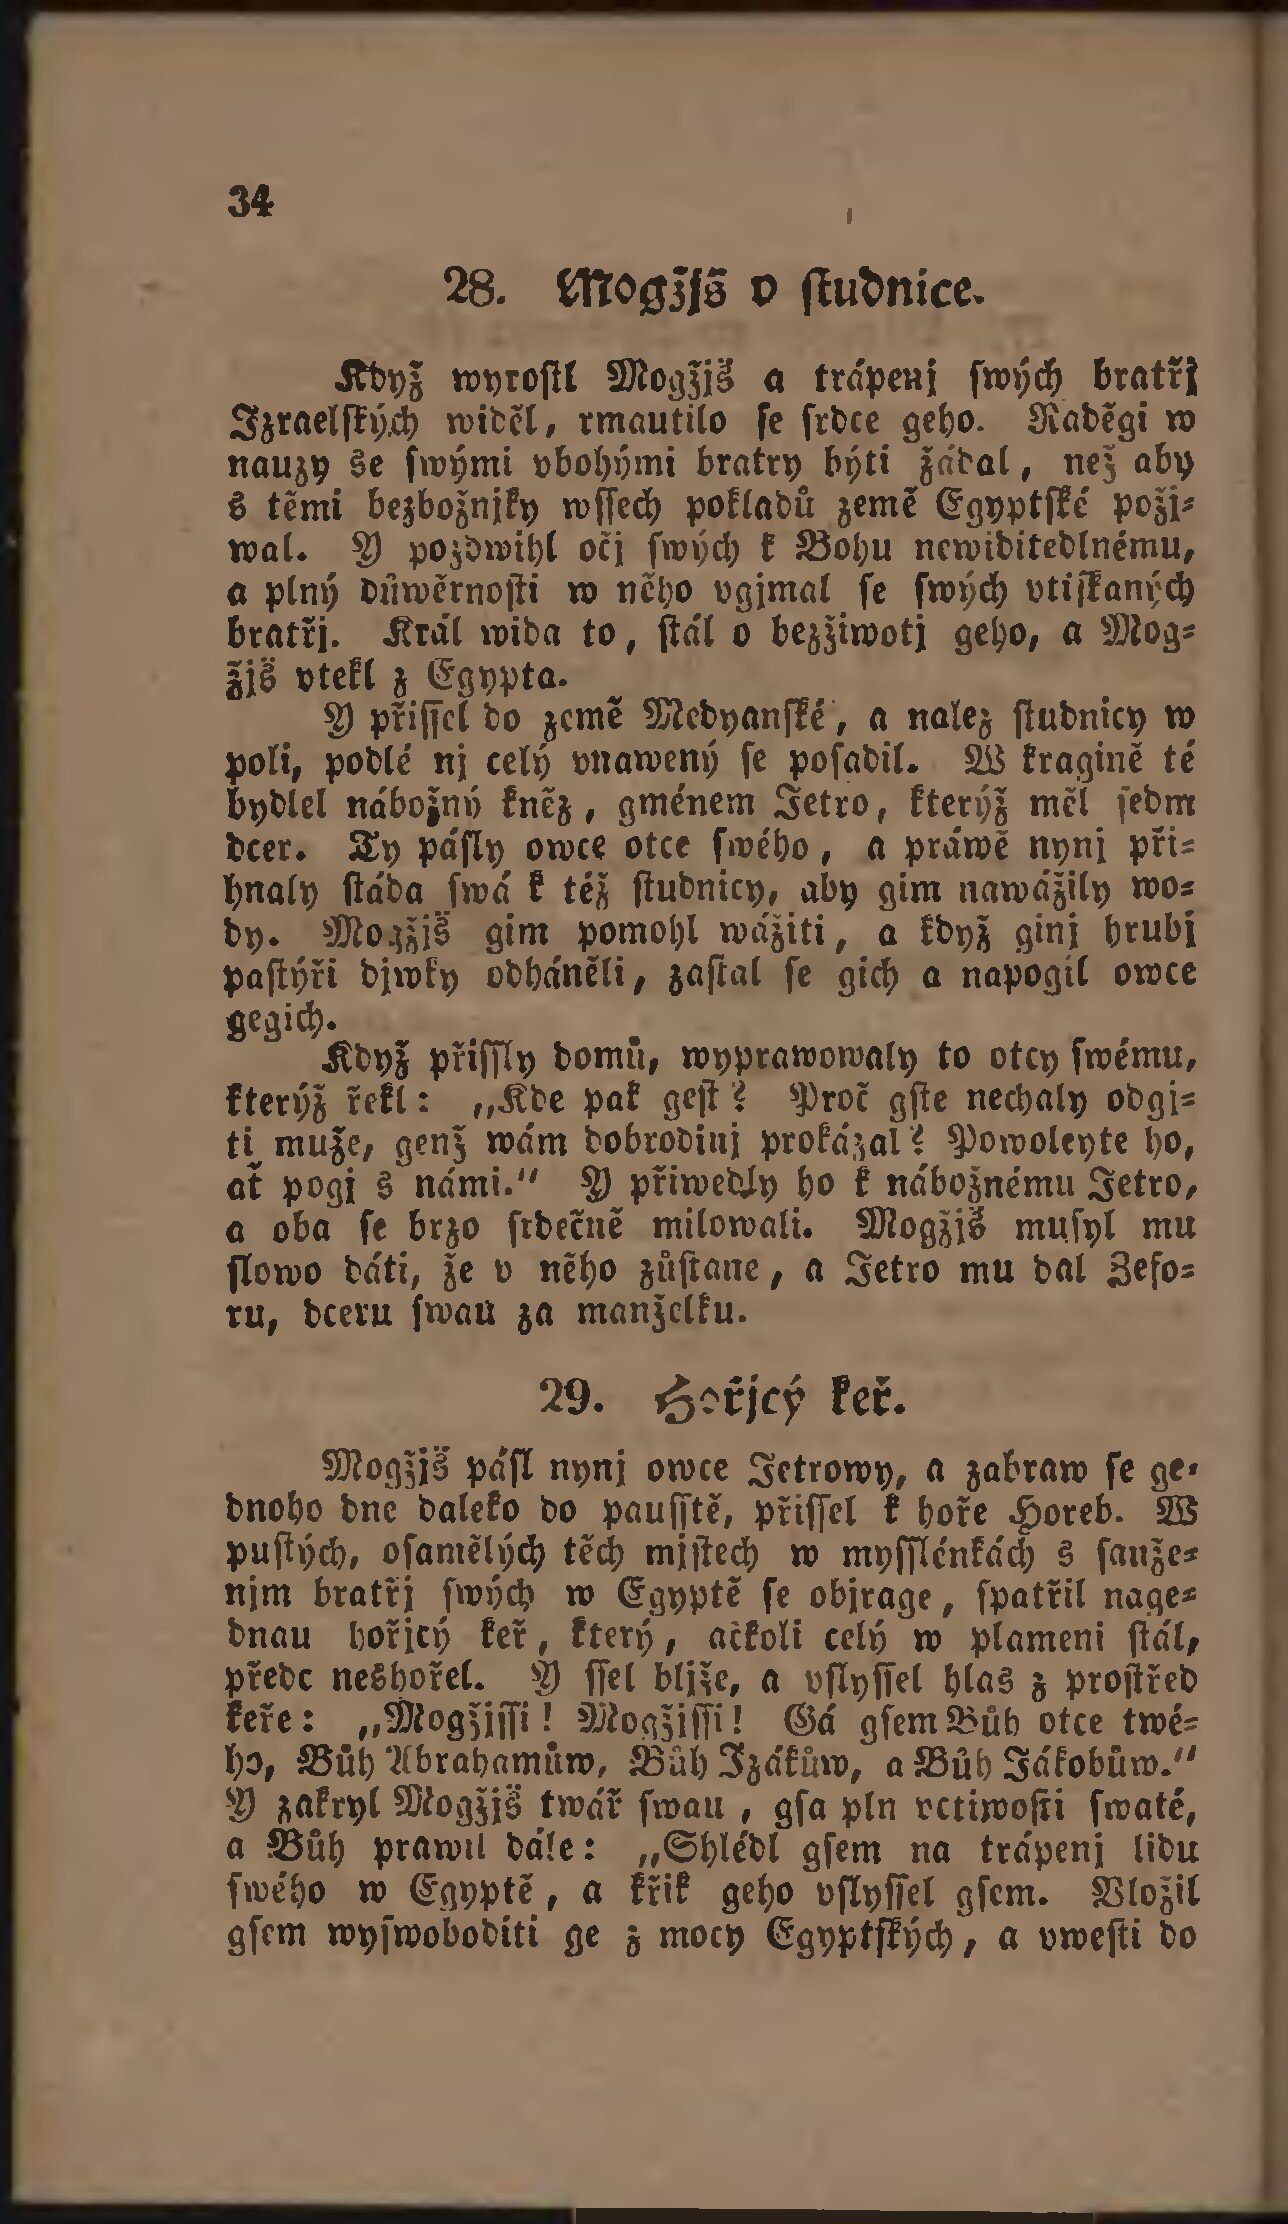 34
28. Mogžjš v ſtudnice.
Když wyroſtl Mogžjš a trápenj ſwých bratřj
Izraelſkých widěl, rmautilo ſe ſrdce geho. Raděgi w
nauzy se ſwými vbohými bratry býti žádal, než aby
s těmi bezbožnjky wſſech pokladů země Egyptſké požj⸗
wal. Y pozdwihl očj ſwých k Bohu newiditedlnému,
a plný důwěrnoſti w něho vgjmal ſe ſwých vtiſkaných
bratřj. Král wida to, ſtál o bezžiwotj geho, a Mog⸗
žjš vtekl z Egypta.
Y přiſſel do země Medyanſké, a nalez ſtudnicy w
poli, podlé nj celý vnawený ſe poſadil. W kragině té
bydlel nábožný kněz, gménem Jetro, kterýž měl ſedm
dcer. Ty páſly owce otce ſwého, a práwě nynj při⸗
hnaly ſtáda ſwá k též ſtudnicy, aby gim nawážily wo⸗
dy. Mogžjš gim pomohl wážiti, a když ginj hrubj
paſtýři djwky odháněli, zaſtal ſe gich a napogil owce
gegich.
Když přiſſly domů, wyprawowaly to otcy ſwému,
kterýž řekl: „Kde pak geſt? Proč gſte nechaly odgj⸗
ti muže, genž wám dobrodinj prokázal? Powoleyte ho,
ať pogj s námi.“ Y přiwedly ho k nábožnému Jetro,
a oba ſe brzo ſrdečně milowali. Mogžjš muſyl mu
ſlowo dáti, že v něho zůſtane, a Jetro mu dal Zefo⸗
ru, dceru ſwau za manželku.
29. Hořjcý keř.
Mogžjš páſl nynj owce Jetrowy, a zabraw ſe ge⸗
dnoho dne daleko do pauſſtě, přiſſel k hoře Horeb. W
puſtých, oſamělých těch mjſtech w myſſlénkách s ſauže⸗
njm bratřj ſwých w Egyptě ſe objrage, ſpatřil nage⸗
dnau hořjcý keř, který, ačkoli celý w plameni ſtál,
předc neshořel. Y ſſel bljže, a vſlyſſel hlas z proſtřed
keře: „Mogžiſſi! Mogžiſſi! Gá gſem Bůh otce twé⸗
ho, Bůh Abrahamůw, Bůh Izákůw, a Bůh Jákobůw.“
Y zakryl Mogžjš twář ſwau, gſa pln vctiwoſti ſwaté,
a Bůh prawil dále: „Shlédl gſem na trápenj lidu
ſwého w Egyptě, a křik geho vſlyſſel gſem. Vložil
gſem wyſwoboditi ge z mocy Egyptſkých, a vweſti do